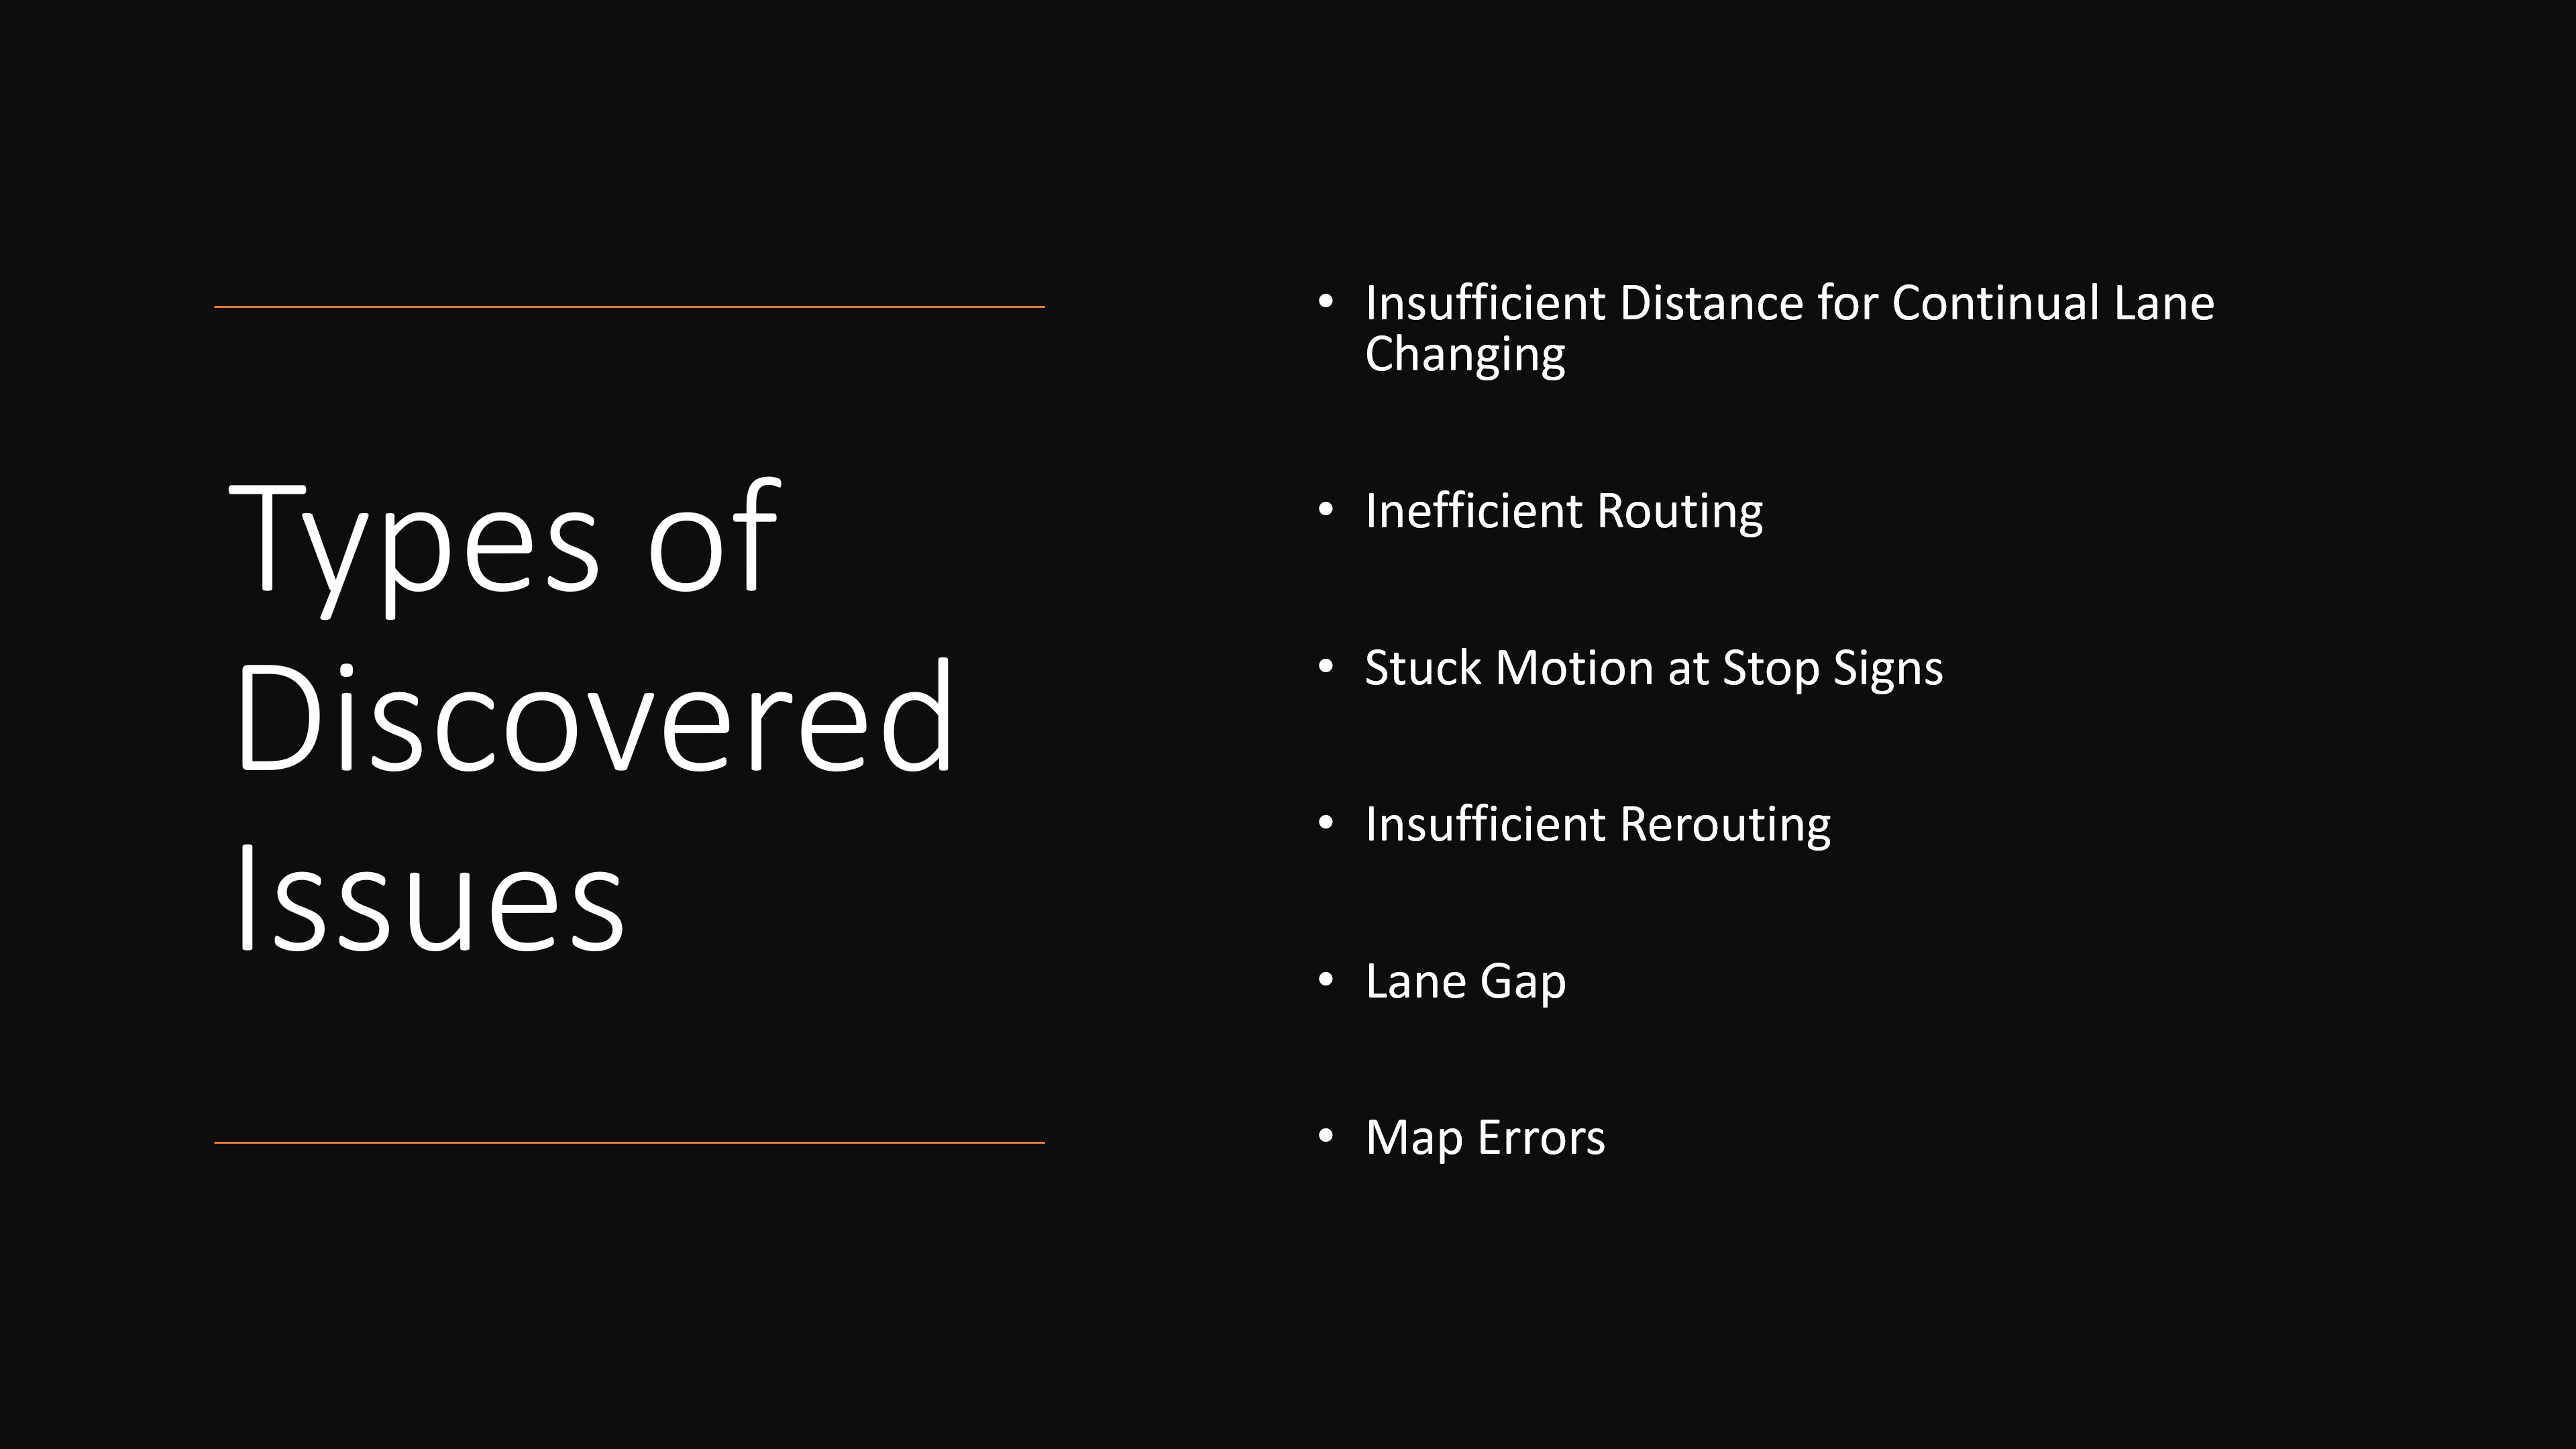 Types of
Discovered
Issues
• Insufficient Distance for Continual Lane
Changing
• Inefficient Routing
• Stuck Motion at Stop Signs
• Insufficient Rerouting
• Lane Gap
• Map Errors